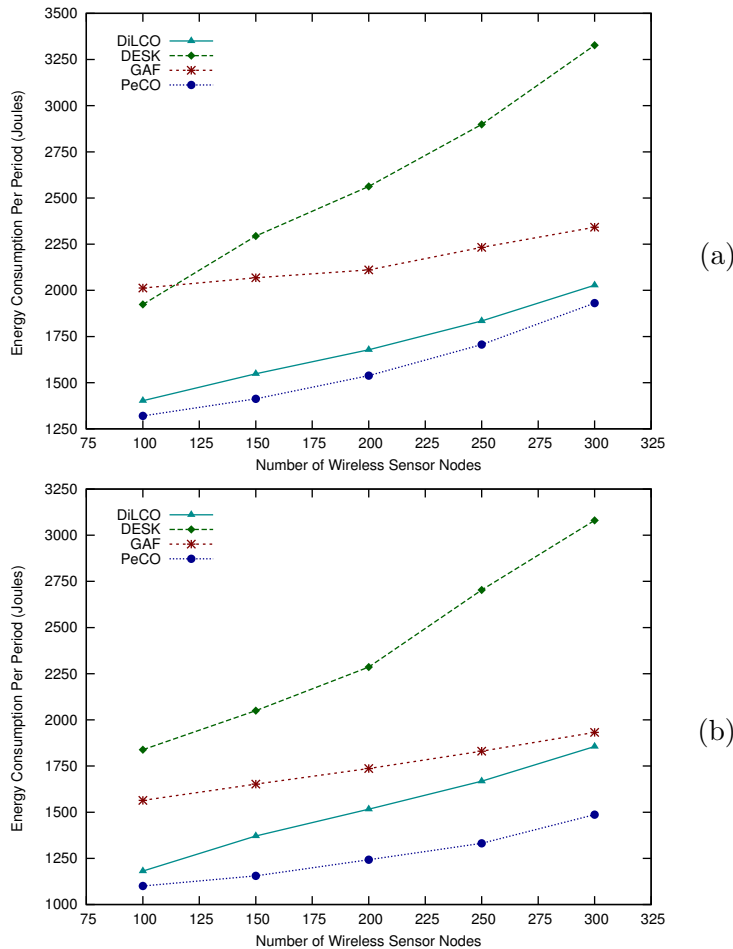 3500
3250
3000
2750
2500
2250
2000
1750
1500
1250
Energy Consumption Per Period (Joules)
DiLCO
DESK
GAF
PeCO
75 100 125 150 175 200 225 250 275 300 325
Number of Wireless Sensor Nodes
(a)
3250
3000
2750
2500
2250
2000
1750
1500
1250
1000
Energy Consumption Per Period (Joules)
DiLCO
DESK
GAF
PeCO
75 100 125 150 175 200 225 250 275 300 325
Number of Wireless Sensor Nodes
(b)